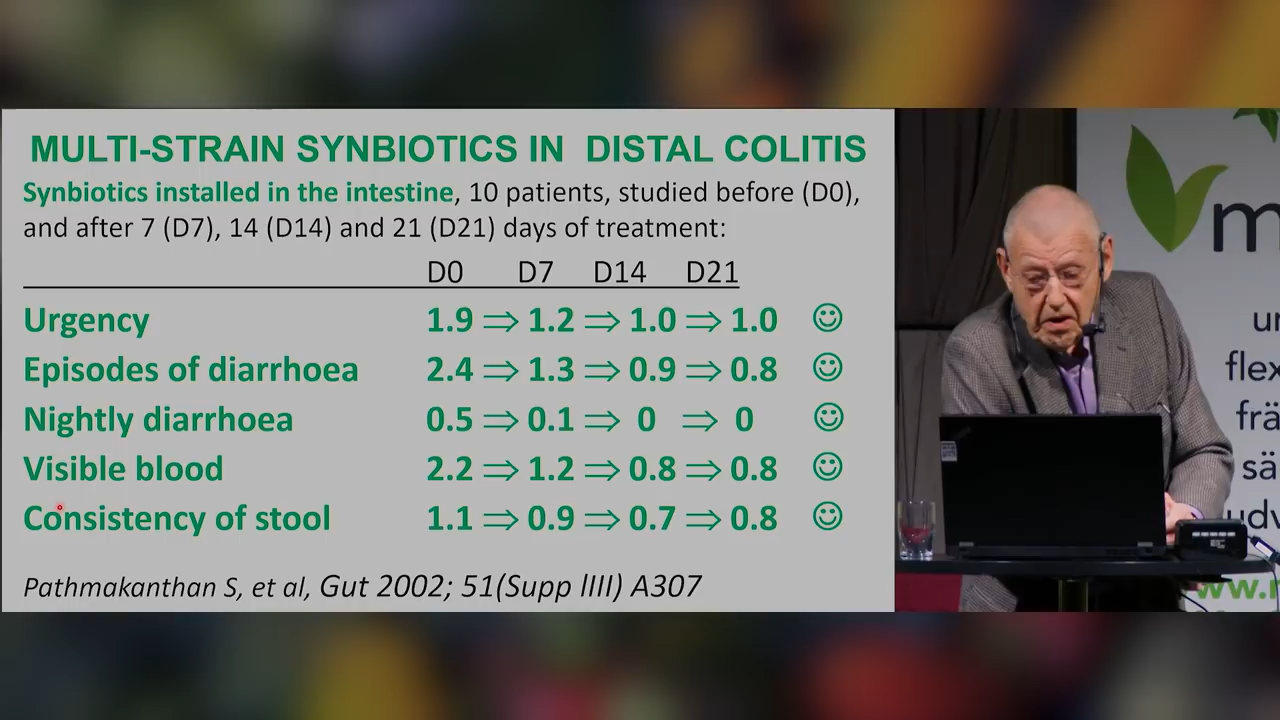 MULTI-STRAIN SYNBIOTICS IN DISTAL COLITIS
Synbiotics installed in the intestine, 10 patients, studied before (D0),
and after 7 (D7), 14 (D14) and 21 (D21) days of treatment:
D0 D7 D14 D21
Urgency 1.9 ⇒ 1.2 ⇒ 1.0 ⇒ 1.0 ☺
Episodes of diarrhoea 2.4 ⇒ 1.3 ⇒ 0.9 ⇒ 0.8 ☺
Nightly diarrhoea 0.5 ⇒ 0.1 ⇒ 0 ⇒ 0 ☺
Visible blood 2.2 ⇒ 1.2 ⇒ 0.8 ⇒ 0.8 ☺
Consistency of stool 1.1 ⇒ 0.9 ⇒ 0.7 ⇒ 0.8 ☺
Pathmakanthan S, et al, Gut 2002; 51(Supp lIII) A307
m
un
flex
frä
sä
udv
www.